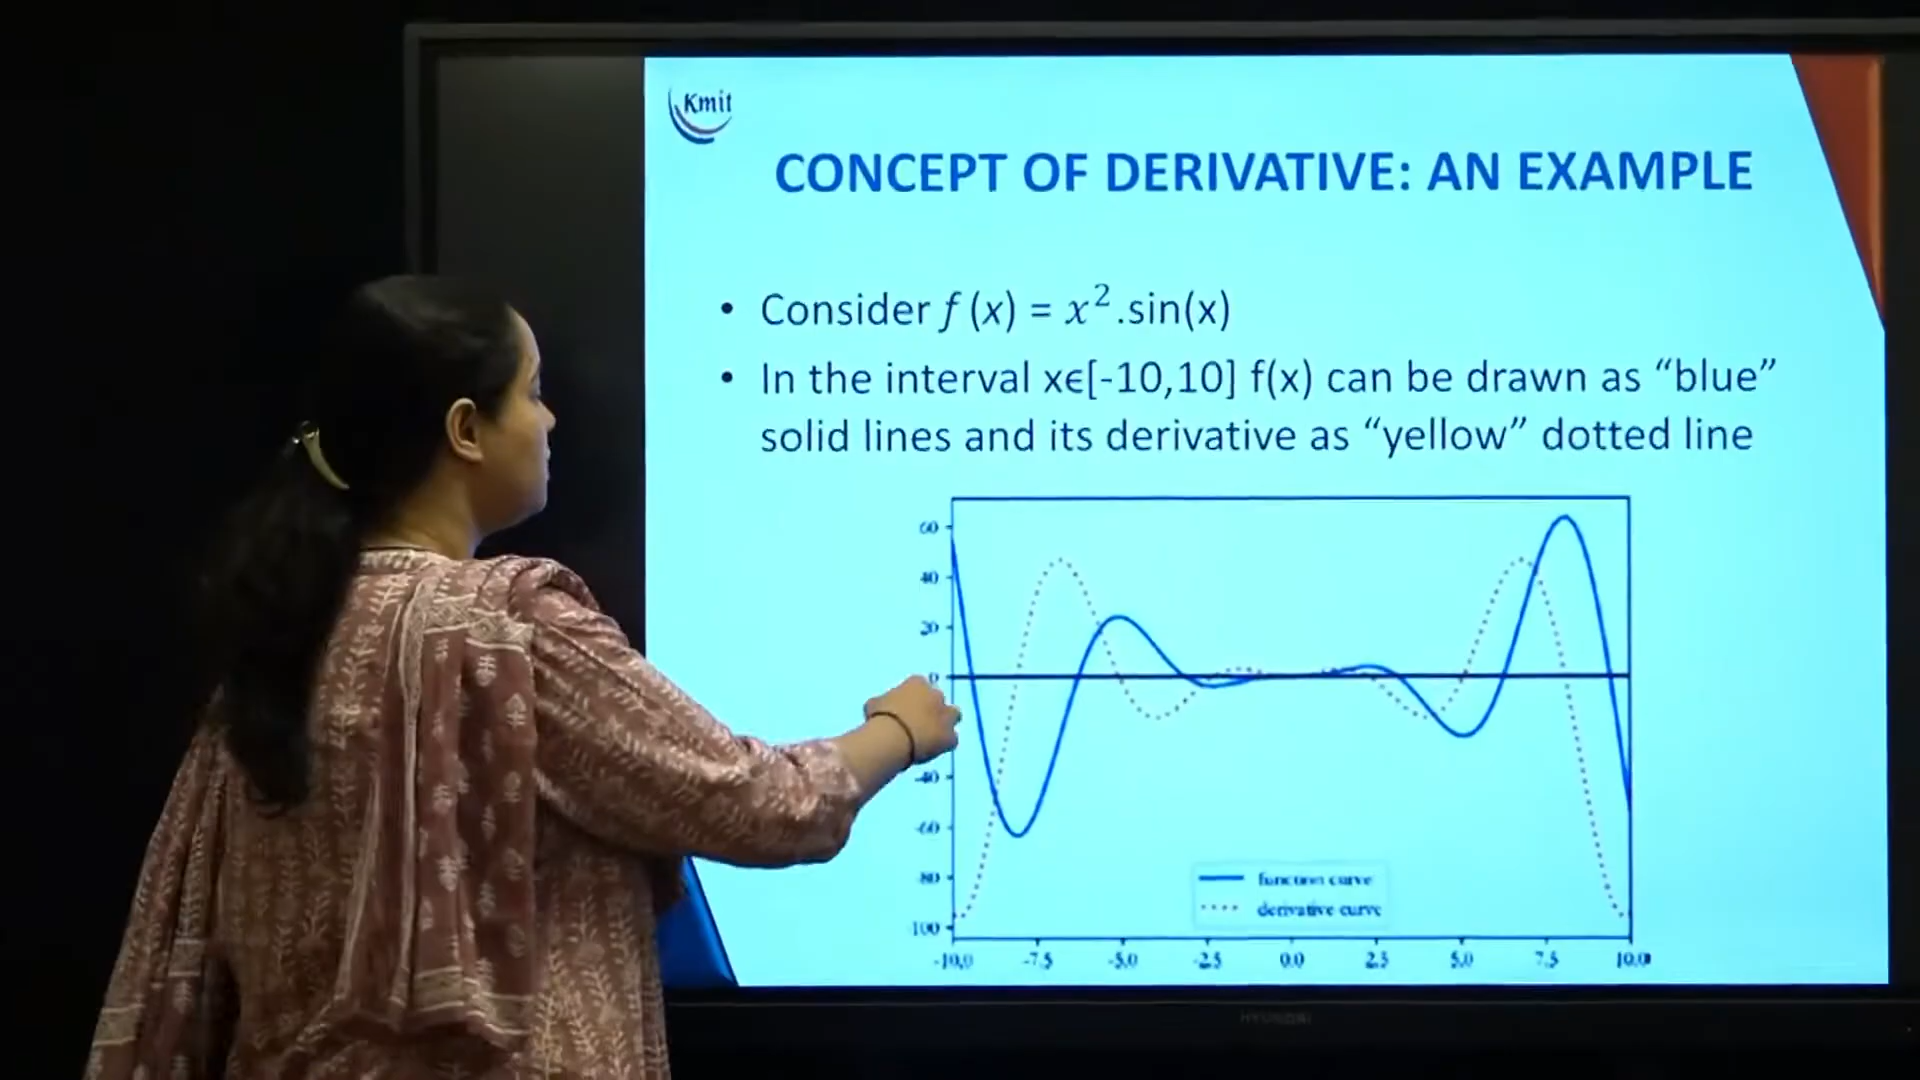 Kmit
CONCEPT OF DERIVATIVE: AN EXAMPLE
• Consider f (x) = x².sin(x)
• In the interval xϵ[-10,10] f(x) can be drawn as “blue”
solid lines and its derivative as “yellow” dotted line
60
40
20
0
-40
-60
-80
-100
function curve
derivative curve
-10.0 -7.5 -5.0 -2.5 0.0 2.5 5.0 7.5 10.0
HYUNDAI